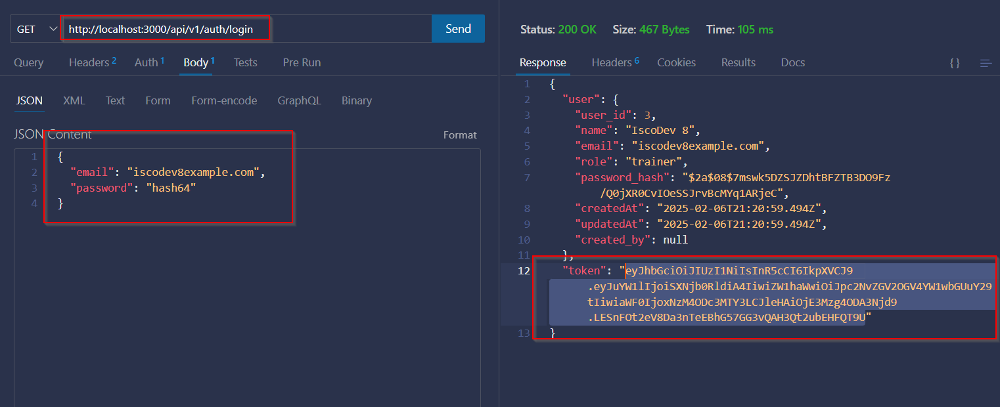 GET http://localhost:3000/api/v1/auth/login Send
Query Headers 2 Auth 1 Body 1 Tests Pre Run
JSON XML Text Form Form-encode GraphQL Binary
JSON Content Format
1 {
2 "email": "iscodev8example.com",
3 "password": "hash64"
4 }
Status: 200 OK Size: 467 Bytes Time: 105 ms
Response Headers 6 Cookies Results Docs {}
1 {
2 "user": {
3 "user_id": 3,
4 "name": "IscoDev 8",
5 "email": "iscodev8example.com",
6 "role": "trainer",
7 "password_hash": "$2a$08$7mswk5DZSJZDhtBFZTB3DO9Fz
/Q0jXR0CvIOeSSJrvBcMYq1ARjeC",
8 "createdAt": "2025-02-06T21:20:59.494Z",
9 "updatedAt": "2025-02-06T21:20:59.494Z",
10 "created_by": null
11 },
12 "token": "eyJhbGciOiJIUzI1NiIsInR5cCI6IkpXVCJ9
.eyJuYW1lIjoiSXNjb0RldiA4IiwiZW1haWwiOiJpc2NvZGV2OGV4YW1wbGUuY29
tIiwiaWF0IjoxNzM4ODc3MTY3LCJleHAiOjE3Mzg4ODA3Njd9
.LESnFOt2eV8Da3nTeEBhG57GG3vQAH3Qt2ubEHFQT9U"
13 }